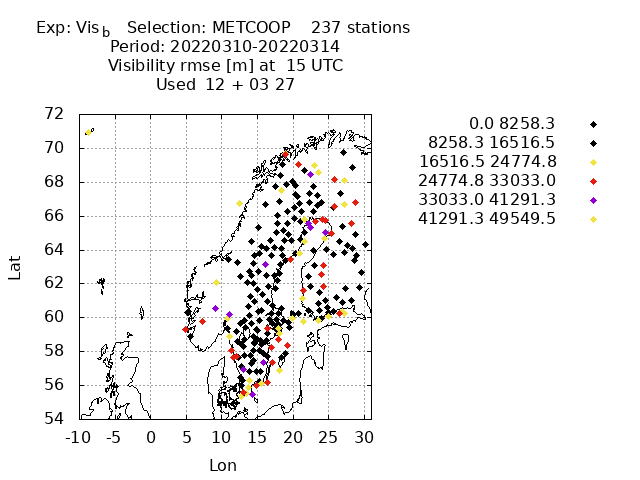 Exp: Vis b Selection: METCOOP 237 stations
Period: 20220310-20220314
Visibility rmse [m] at 15 UTC
Used 12 + 03 27
72
70
68
66
64
62
60
58
56
54
Lat
-10 -5 0 5 10 15 20 25 30
Lon
0.0 8258.3
8258.3 16516.5
16516.5 24774.8
24774.8 33033.0
33033.0 41291.3
41291.3 49549.5